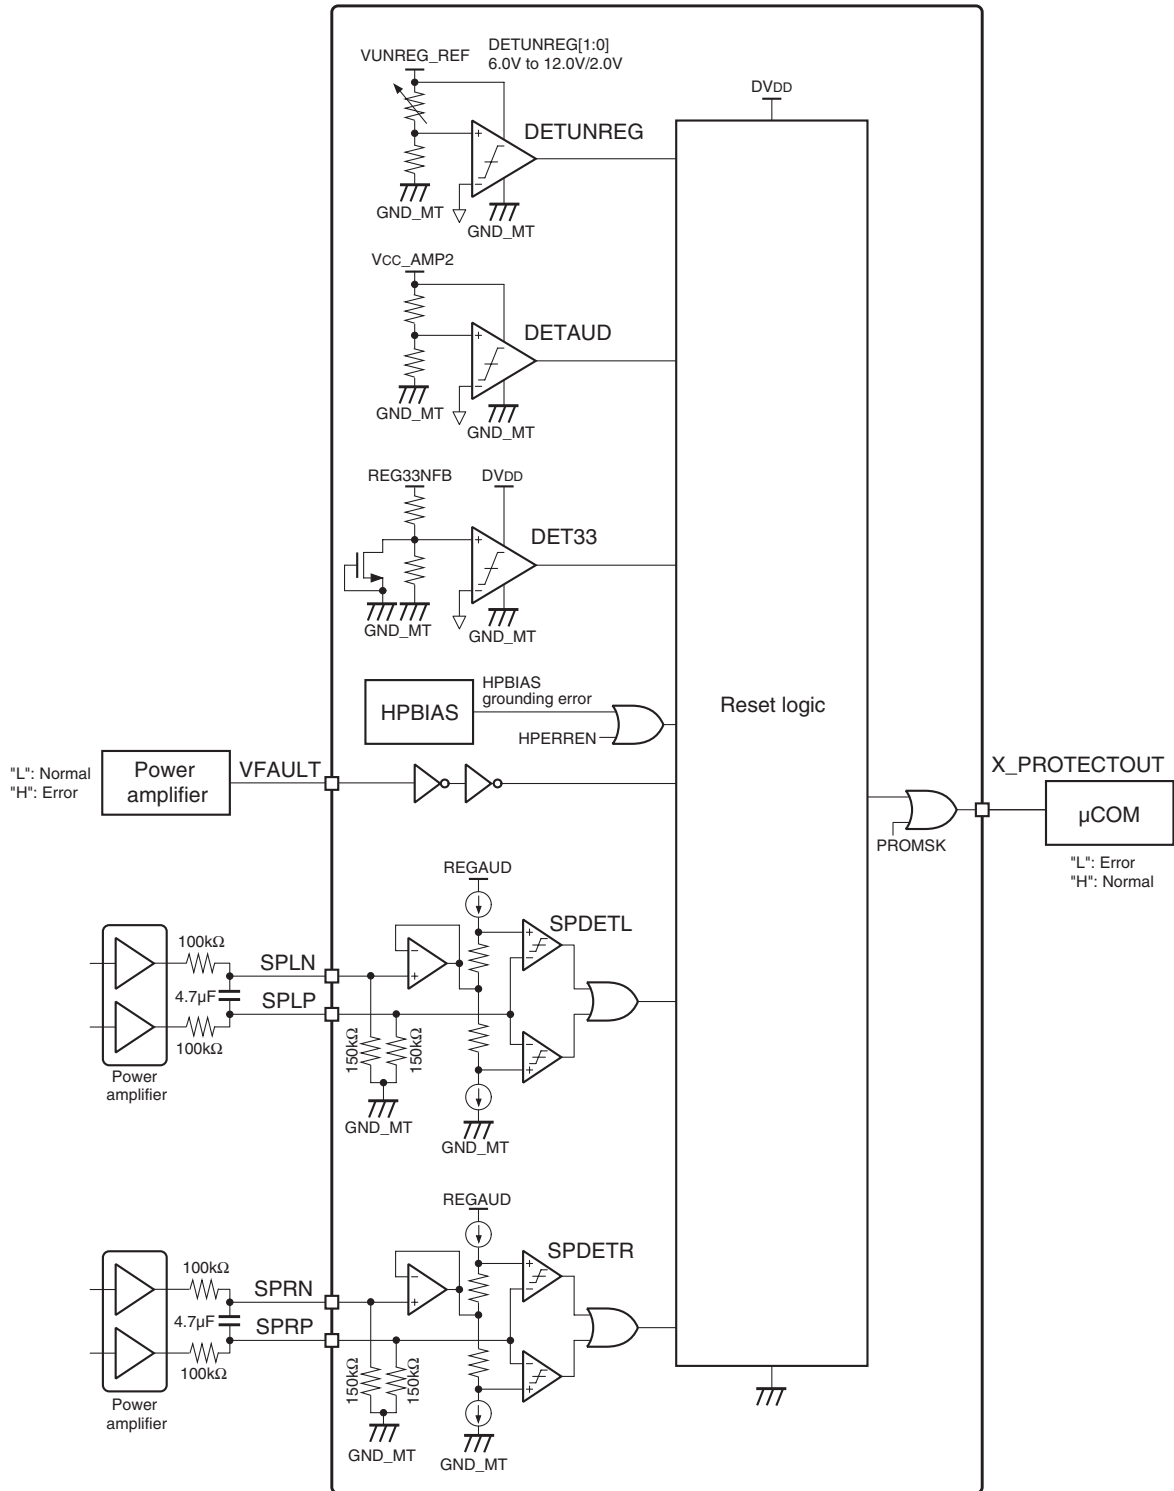 VUNREG_REF
DETUNREG[1:0]
6.0V to 12.0V/2.0V
DVDD
+
DETUNREG
−
GND_MT
GND_MT
VCC_AMP2
+
DETAUD
−
GND_MT
GND_MT
REG33NFB
DVDD
+
DET33
−
GND_MT
GND_MT
HPBIAS
HPBIAS
grounding error
HPERREN
Reset logic
"L": Normal
"H": Error
Power
amplifier
VFAULT
X_PROTECTOUT
µCOM
PROMSK
"L": Error
"H": Normal
REGAUD
SPDETL
100kΩ
SPLN
−
+
+
−
4.7µF
SPLP
100kΩ
150kΩ
150kΩ
−
+
Power
amplifier
GND_MT
GND_MT
REGAUD
SPDETR
100kΩ
SPRN
−
+
+
−
4.7µF
SPRP
100kΩ
150kΩ
150kΩ
−
+
Power
amplifier
GND_MT
GND_MT